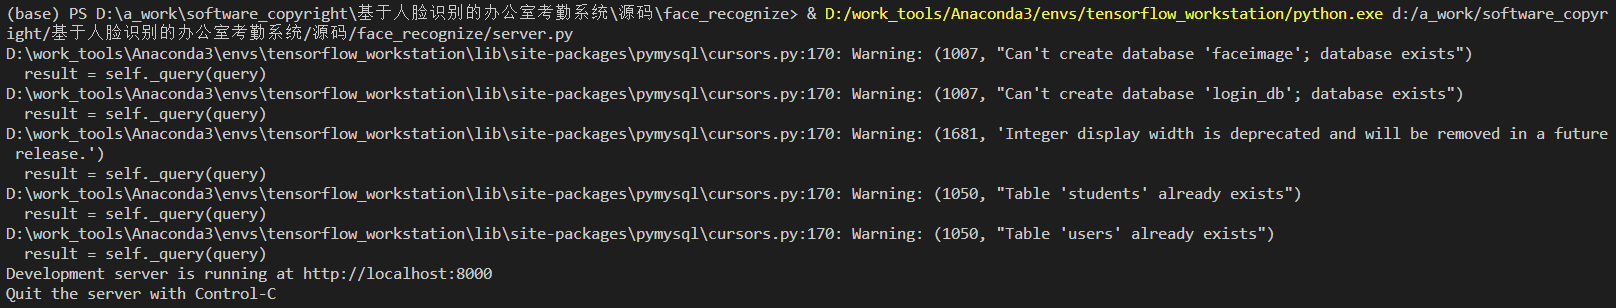 (base) PS D:\a_work\software_copyright\基于人脸识别的办公室考勤系统\源码\face_recognize> & D:/work_tools/Anaconda3/envs/tensorflow_workstation/python.exe d:/a_work/software_copyr
ight/基于人脸识别的办公室考勤系统/源码/face_recognize/server.py
D:\work_tools\Anaconda3\envs\tensorflow_workstation\lib\site-packages\pymysql\cursors.py:170: Warning: (1007, "Can't create database 'faceimage'; database exists")
  result = self._query(query)
D:\work_tools\Anaconda3\envs\tensorflow_workstation\lib\site-packages\pymysql\cursors.py:170: Warning: (1007, "Can't create database 'login_db'; database exists")
  result = self._query(query)
D:\work_tools\Anaconda3\envs\tensorflow_workstation\lib\site-packages\pymysql\cursors.py:170: Warning: (1681, 'Integer display width is deprecated and will be removed in a future
 release.')
  result = self._query(query)
D:\work_tools\Anaconda3\envs\tensorflow_workstation\lib\site-packages\pymysql\cursors.py:170: Warning: (1050, "Table 'students' already exists")
  result = self._query(query)
D:\work_tools\Anaconda3\envs\tensorflow_workstation\lib\site-packages\pymysql\cursors.py:170: Warning: (1050, "Table 'users' already exists")
  result = self._query(query)
Development server is running at http://localhost:8000
Quit the server with Control-C